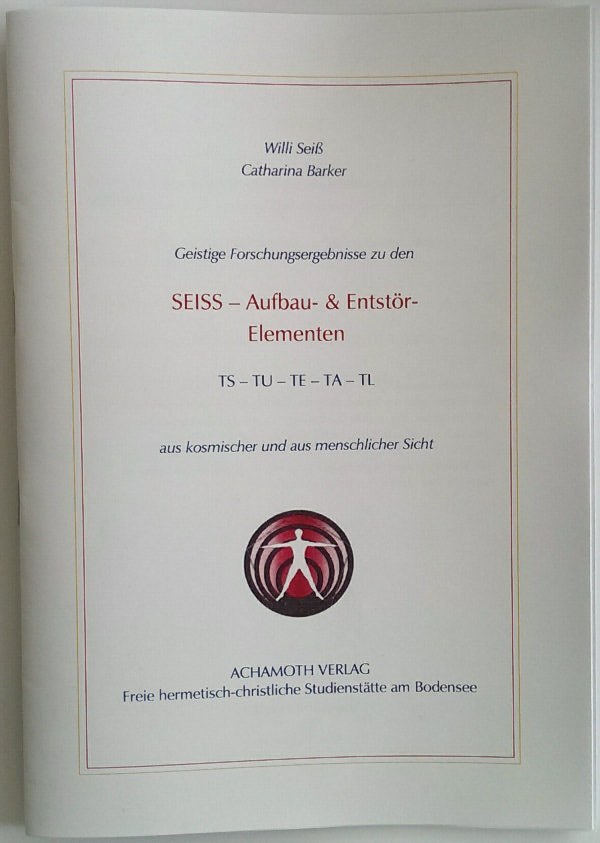 Willi Seiß
Catharina Barker
Geistige Forschungsergebnisse zu den
SEISS – Aufbau- & Entstör-
Elementen
TS – TU – TE – TA – TL
aus kosmischer und aus menschlicher Sicht
ACHAMOTH VERLAG
Freie hermetisch-christliche Studienstätte am Bodensee